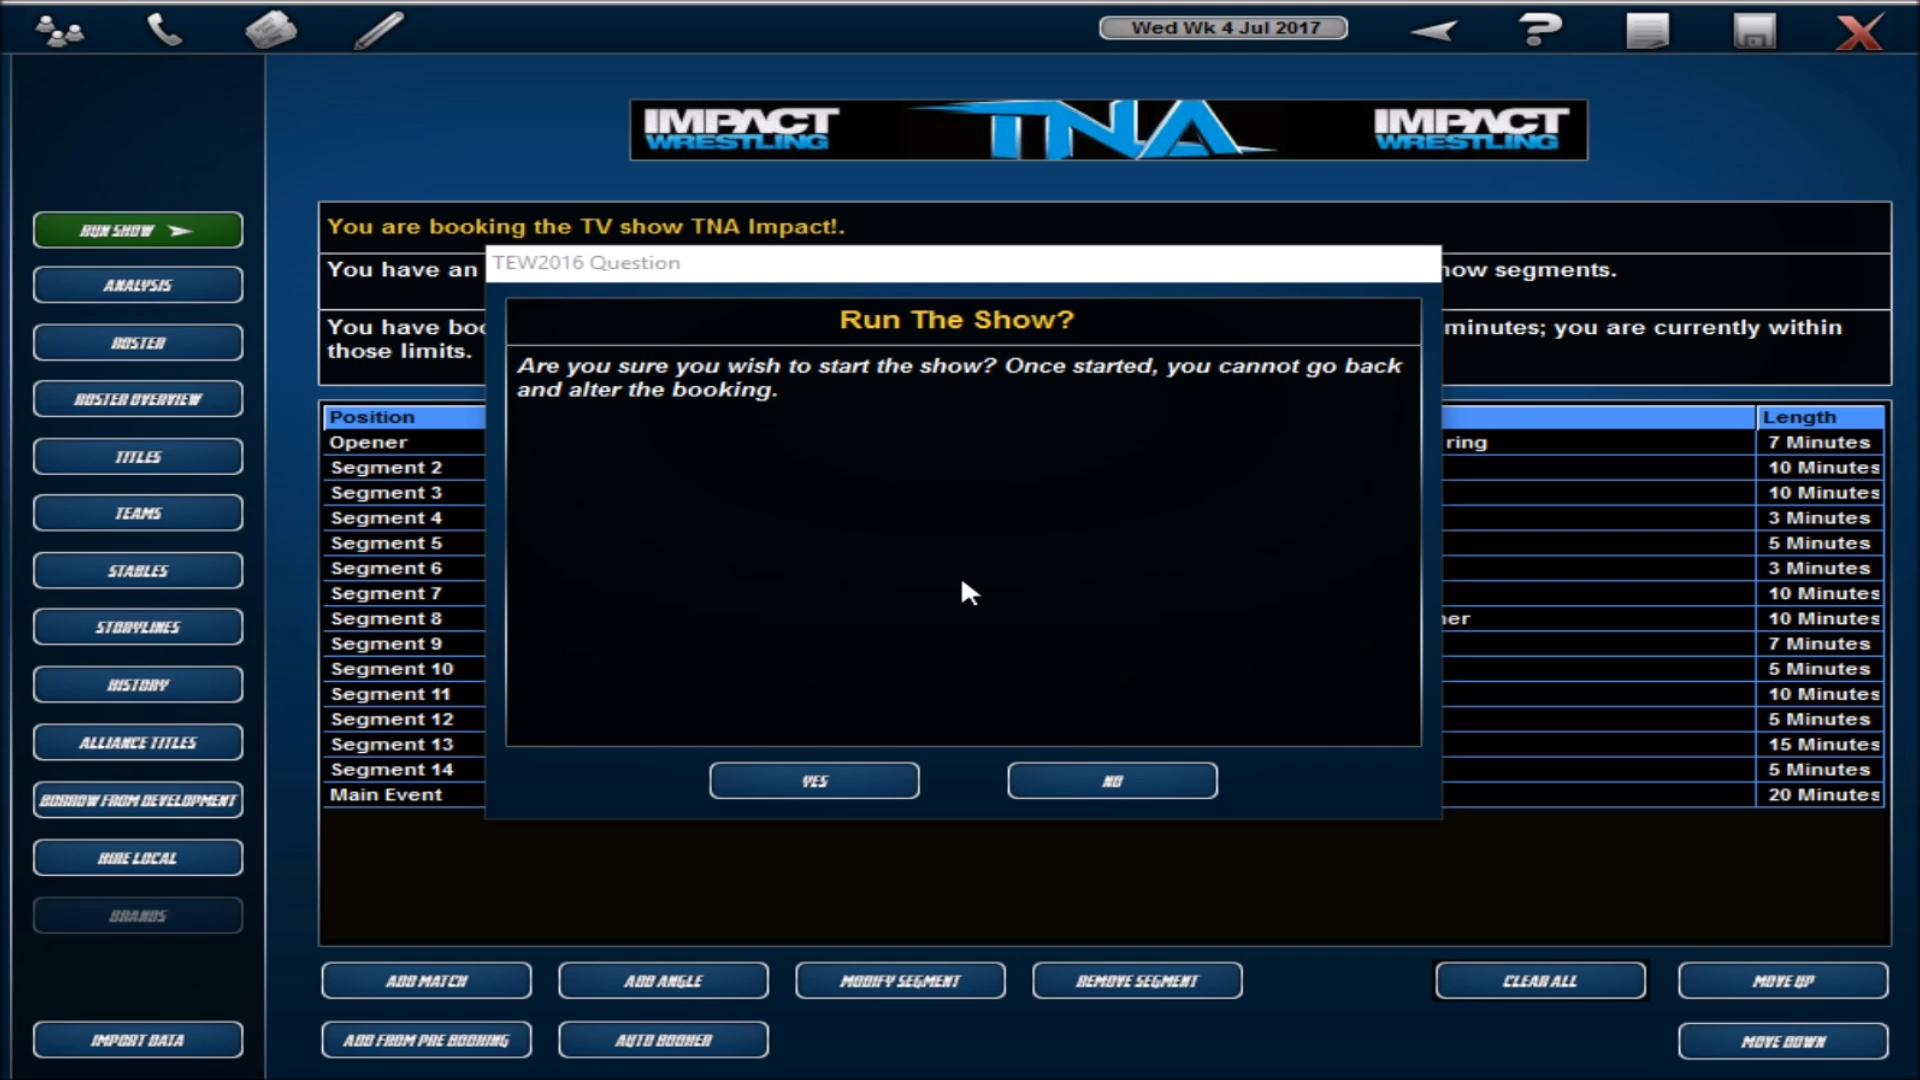 Wed Wk 4 Jul 2017
IMPACT WRESTLING
TNA
IMPACT WRESTLING
RUN SHOW
ANALYSIS
ROSTER
ROSTER OVERVIEW
TITLES
TEAMS
STABLES
STORYLINES
HISTORY
ALLIANCE TITLES
BORROW FROM DEVELOPMENT
HIRE LOCAL
BRANDS
IMPORT DATA
You are booking the TV show TNA Impact!.
You have an
how segments.
You have boo
minutes; you are currently within
those limits.
TEW2016 Question
Run The Show?
Are you sure you wish to start the show? Once started, you cannot go back
and alter the booking.
YES
NO
Position Length
Opener ring 7 Minutes
Segment 2 10 Minutes
Segment 3 10 Minutes
Segment 4 3 Minutes
Segment 5 5 Minutes
Segment 6 3 Minutes
Segment 7 10 Minutes
Segment 8 ner 10 Minutes
Segment 9 7 Minutes
Segment 10 5 Minutes
Segment 11 10 Minutes
Segment 12 5 Minutes
Segment 13 15 Minutes
Segment 14 5 Minutes
Main Event 20 Minutes
ADD MATCH
ADD ANGLE
MODIFY SEGMENT
REMOVE SEGMENT
CLEAR ALL
MOVE UP
ADD FROM PRE BOOKING
AUTO BOOKER
MOVE DOWN